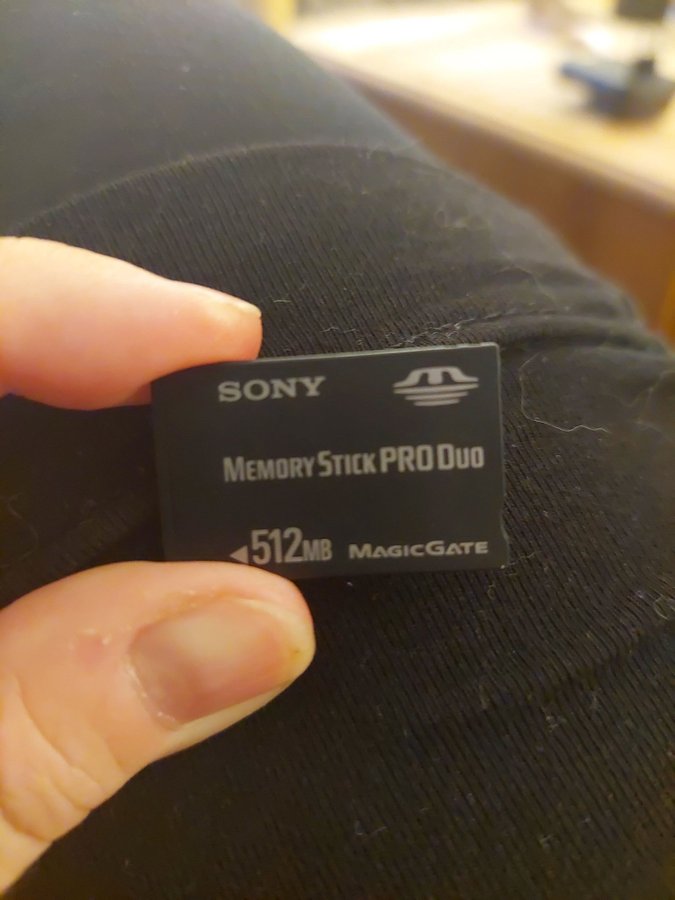 SONY
MEMORY STICK PRO DUO
512MB MAGICGATE